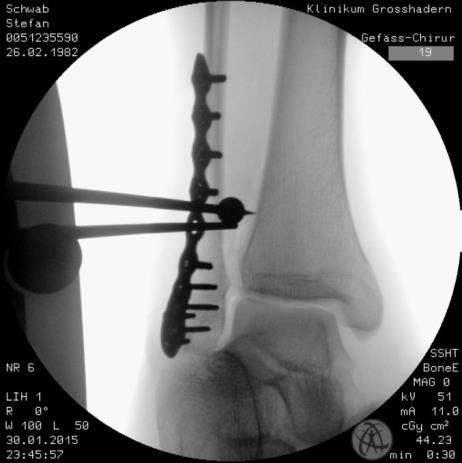 Schwab
Stefan
0051235590
26.02.1982
Klinikum Grosshadern
Gefäss-Chirur
19
NR 6
LIH 1
R 0°
W 100 L 50
30.01.2015
23:45:57
SSHT
BoneE
MAG 0
kV 51
mA 11.0
cGy cm²
44.23
min 0:30